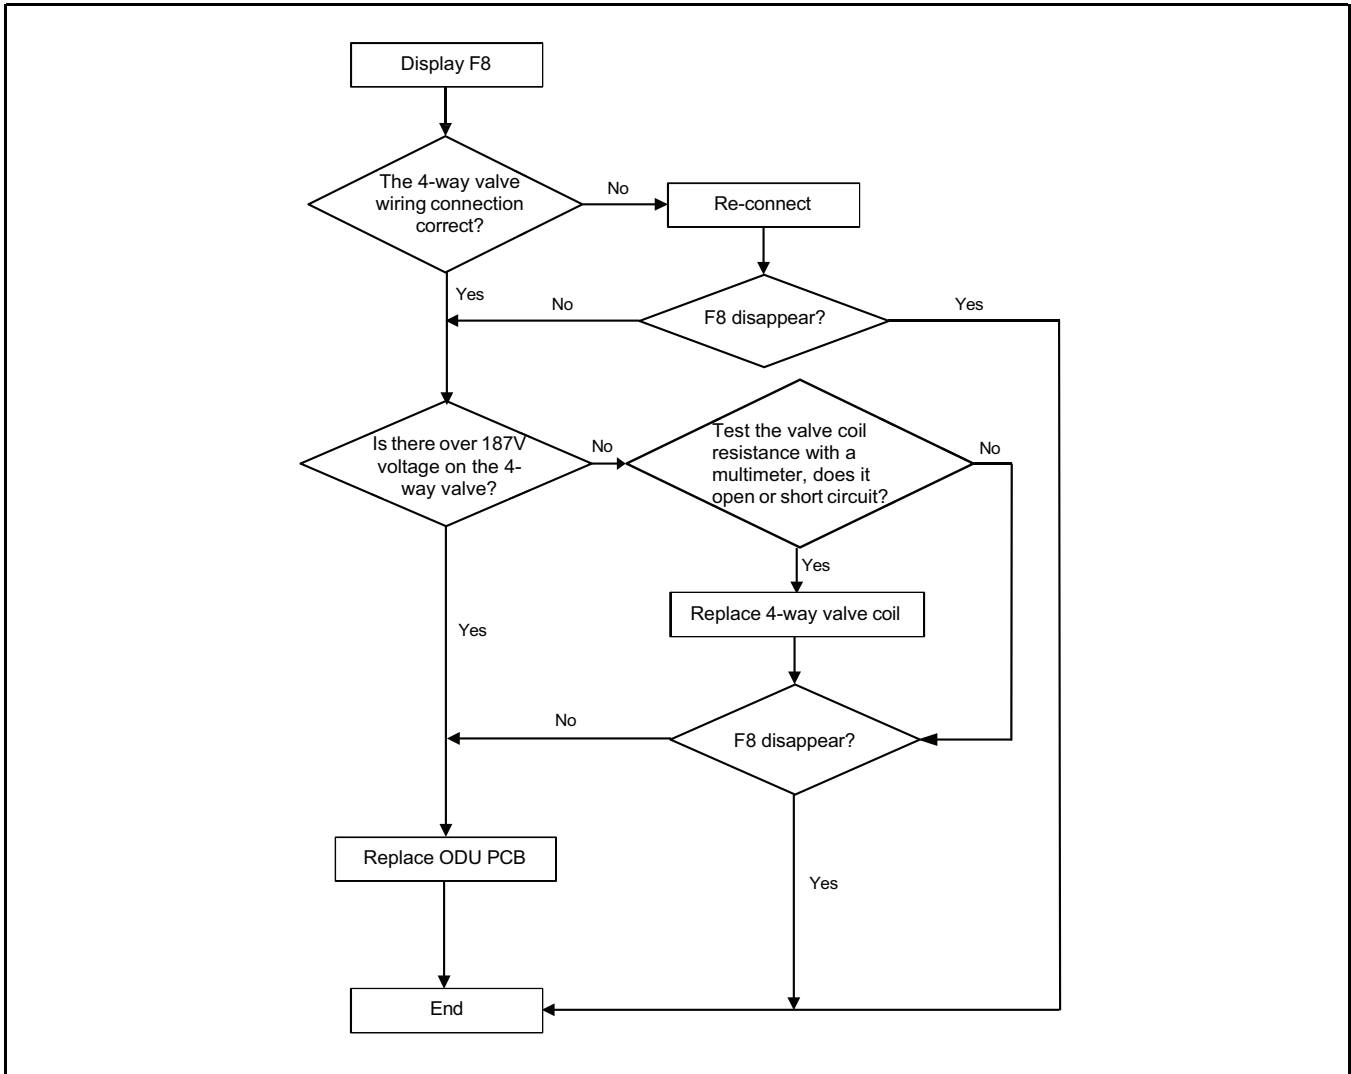 Display F8
The 4-way valve
wiring connection
correct?
No
Re-connect
Yes
No
F8 disappear?
Yes
Is there over 187V
voltage on the 4-
way valve?
No
Test the valve coil
resistance with a
multimeter, does it
open or short circuit?
No
Yes
Replace 4-way valve coil
Yes
No
F8 disappear?
Replace ODU PCB
Yes
End